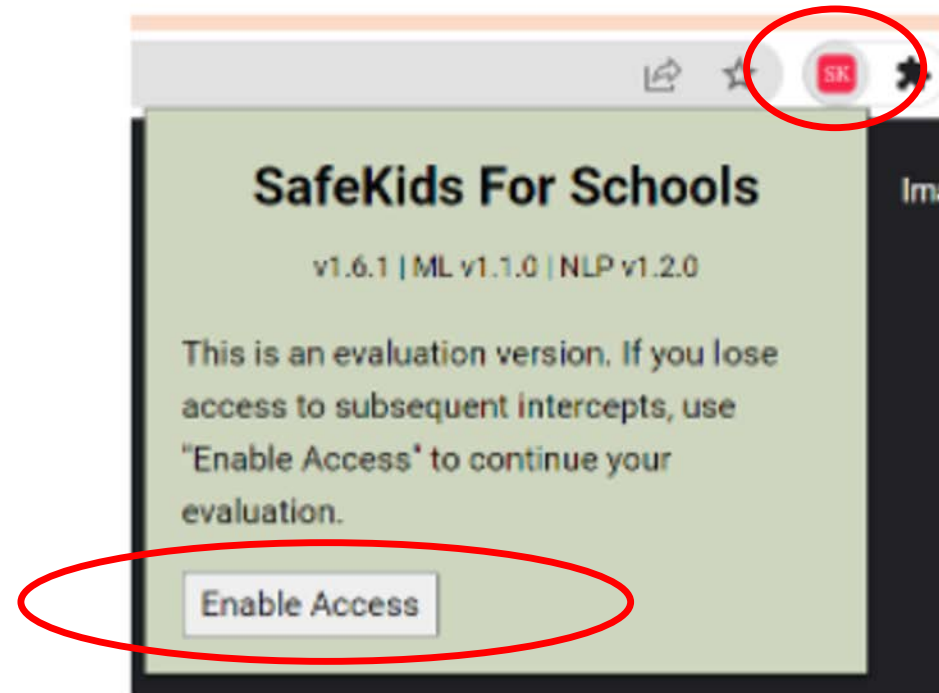 SK
SafeKids For Schools
Ima
v1.6.1 | ML v1.1.0 | NLP v1.2.0
This is an evaluation version. If you lose
access to subsequent intercepts, use
"Enable Access" to continue your
evaluation.
Enable Access